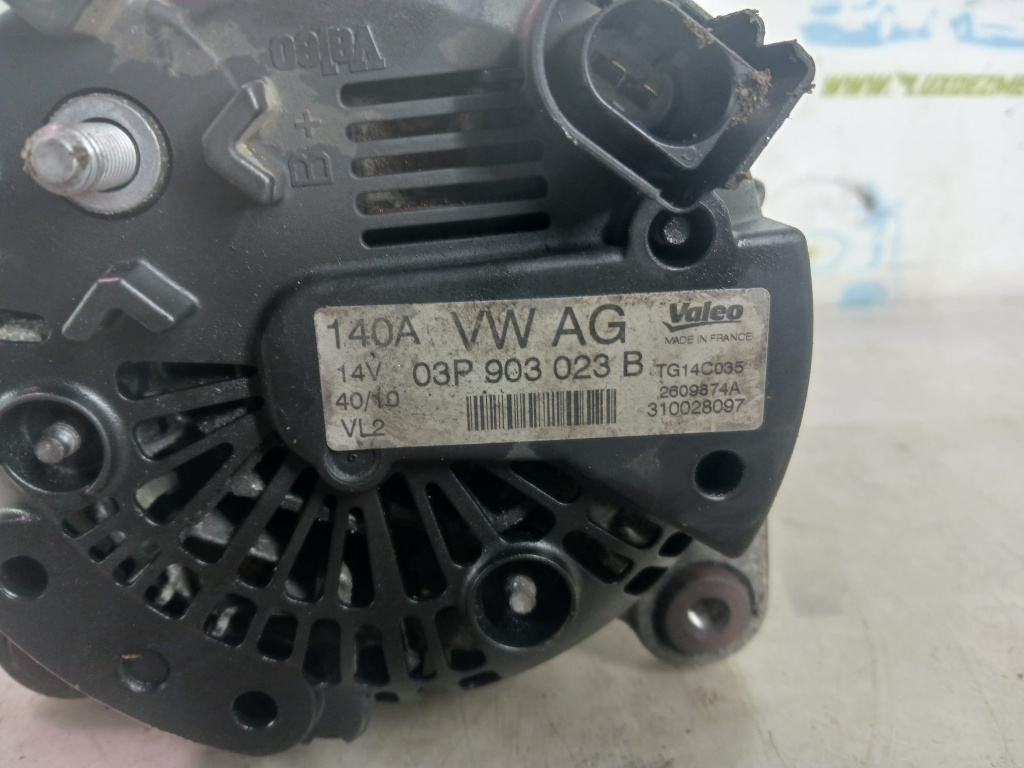 Valeo
B+
140A VW AG Valeo
MADE IN FRANCE
14V 03P 903 023 B TG14C035
40/10 2609874A
VL2 310028097